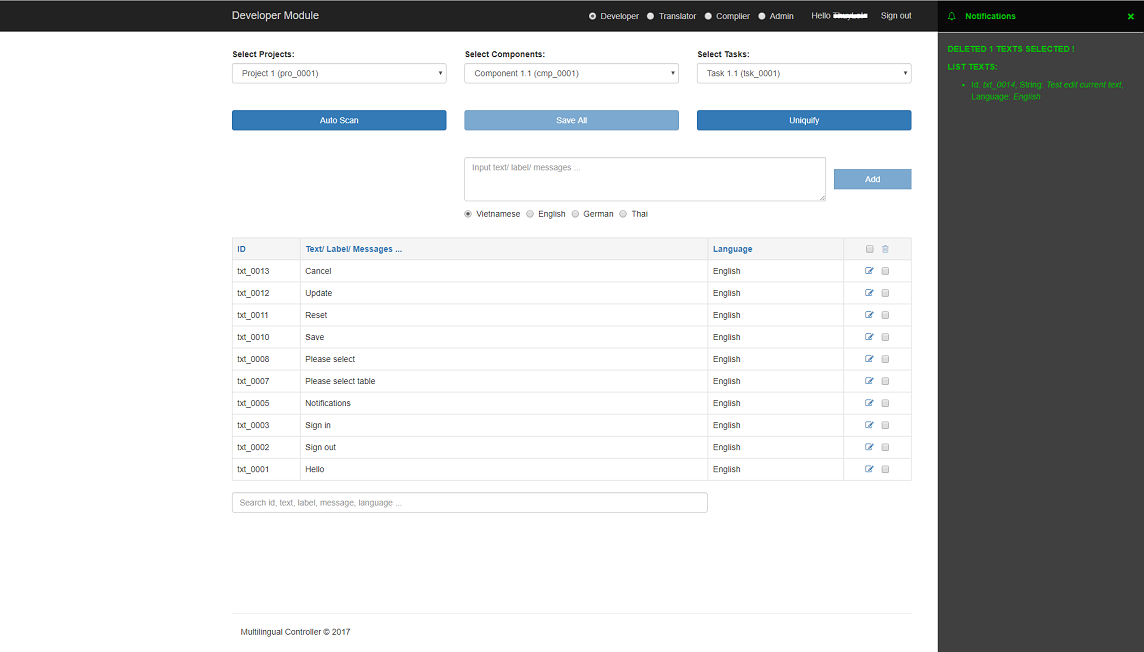 Developer Module
Developer Translator Complier Admin Hello Sign out
Notifications
DELETED 1 TEXTS SELECTED !
LIST TEXTS:
Id: txt_0014, String: Test edit current text,
Language: English
Select Projects: Select Components: Select Tasks:
Project 1 (pro_0001) Component 1.1 (cmp_0001) Task 1.1 (tsk_0001)
Auto Scan Save All Uniquify
Input text/ label/ messages ...
Add
Vietnamese English German Thai
ID Text/ Label/ Messages ... Language
txt_0013 Cancel English
txt_0012 Update English
txt_0011 Reset English
txt_0010 Save English
txt_0008 Please select English
txt_0007 Please select table English
txt_0005 Notifications English
txt_0003 Sign in English
txt_0002 Sign out English
txt_0001 Hello English
Search id, text, label, message, language ...
Multilingual Controller © 2017